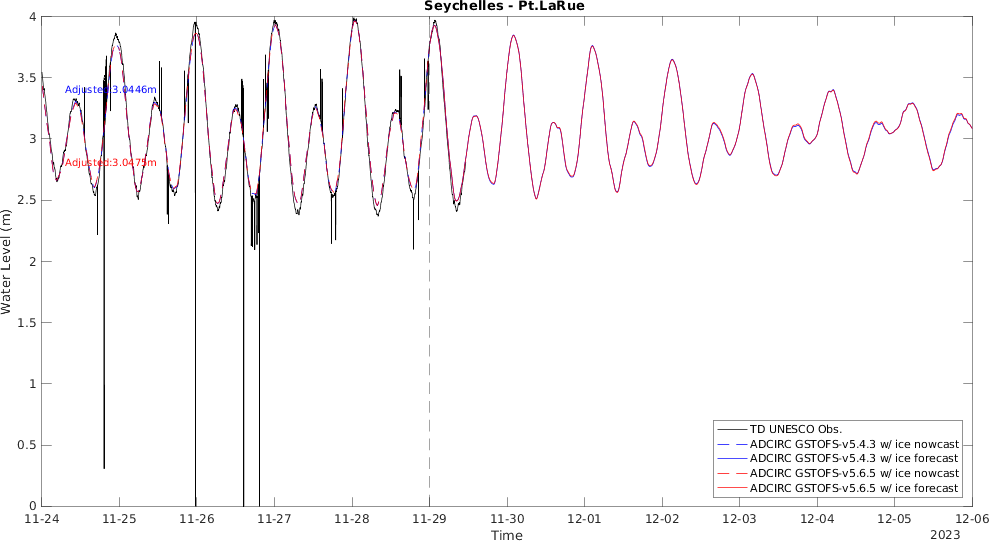 Seychelles - Pt.LaRue
Water Level (m)
4
3.5
3
2.5
2
1.5
1
0.5
0
Adjusted:3.0446m
Adjusted:3.0475m
TD UNESCO Obs.
ADCIRC GSTOFS-v5.4.3 w/ ice nowcast
ADCIRC GSTOFS-v5.4.3 w/ ice forecast
ADCIRC GSTOFS-v5.6.5 w/ ice nowcast
ADCIRC GSTOFS-v5.6.5 w/ ice forecast
11-24 11-25 11-26 11-27 11-28 11-29 11-30 12-01 12-02 12-03 12-04 12-05 12-06
Time
2023